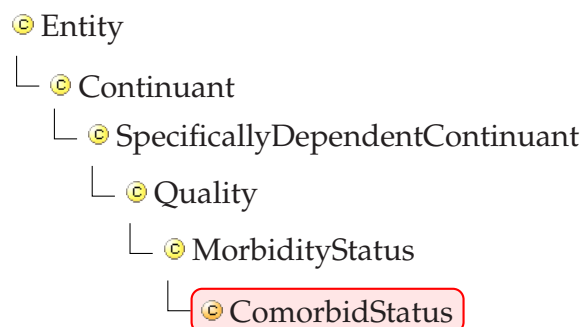 C Entity
C Continuant
C SpecificallyDependentContinuant
C Quality
C MorbidityStatus
C ComorbidStatus